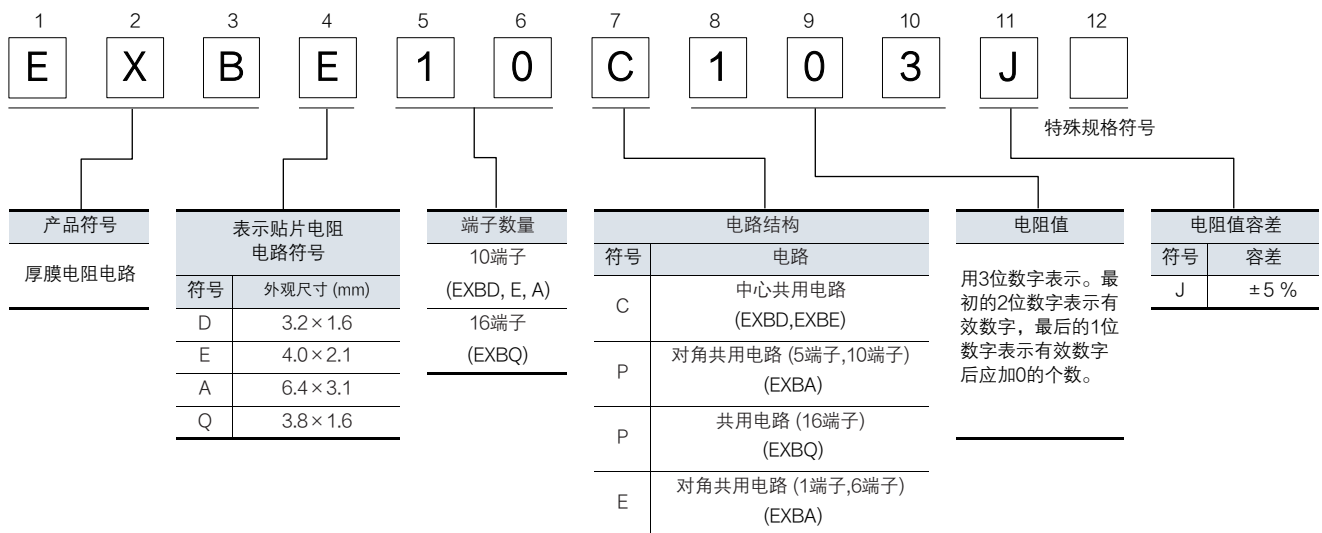 1 2 3 4 5 6 7 8 9 10 11 12
E X B E 1 0 C 1 0 3 J
特殊规格符号
产品符号
厚膜电阻电路
表示贴片电阻
电路符号
符号 外观尺寸 (mm)
D 3.2×1.6
E 4.0×2.1
A 6.4×3.1
Q 3.8×1.6
端子数量
10端子
(EXBD, E, A)
16端子
(EXBQ)
电路结构
符号 电路
C 中心共用电路
(EXBD,EXBE)
P 对角共用电路 (5端子,10端子)
(EXBA)
P 共用电路 (16端子)
(EXBQ)
E 对角共用电路 (1端子,6端子)
(EXBA)
电阻值
用3位数字表示。最
初的2位数字表示有
效数字，最后的1位
数字表示有效数字
后应加0的个数。
电阻值容差
符号 容差
J ±5 %